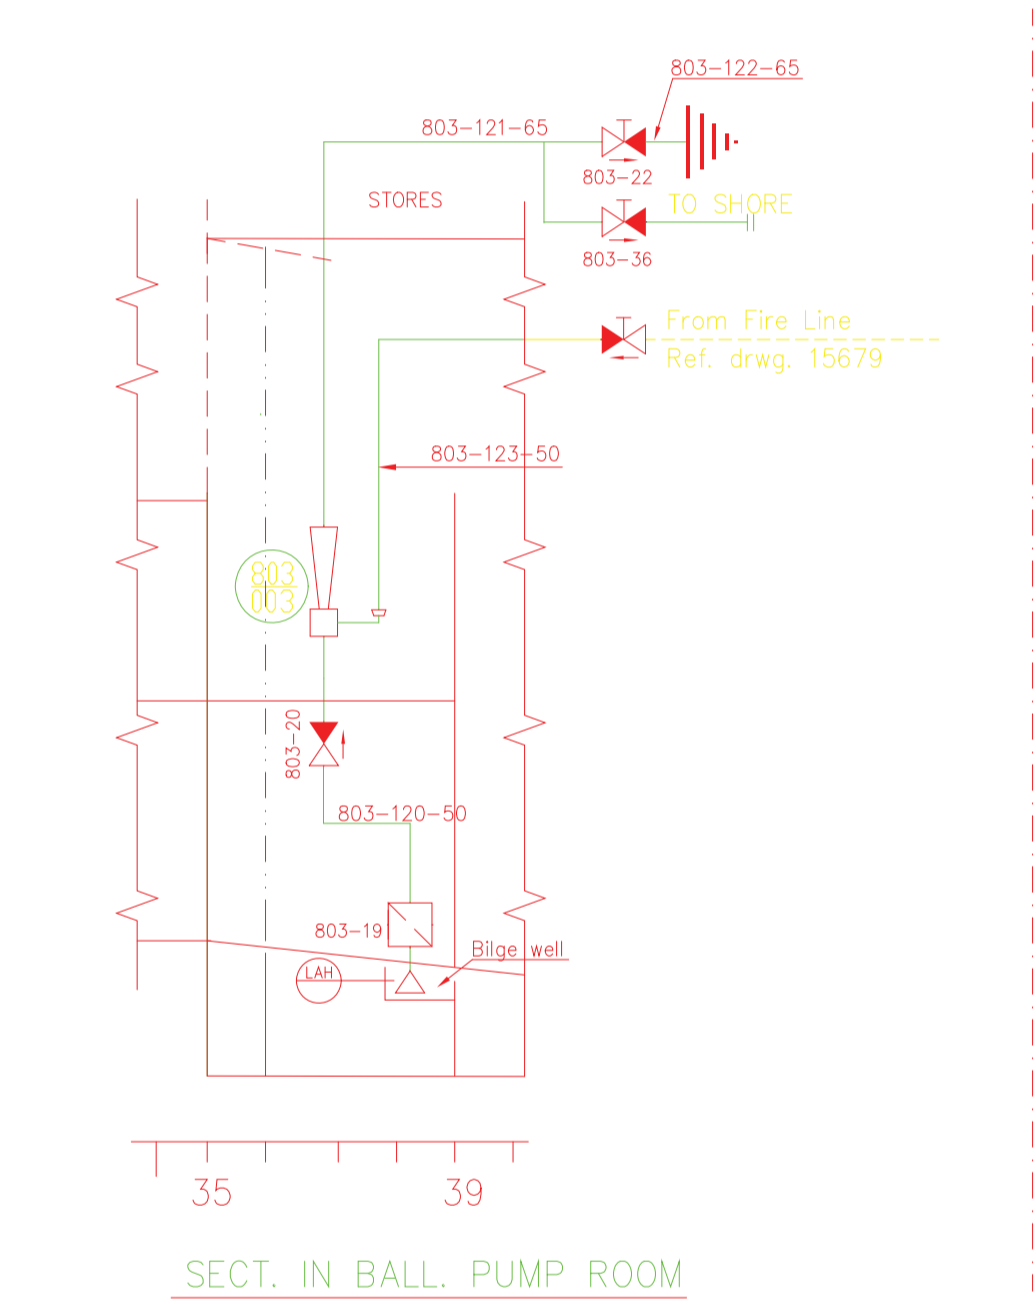 803-122-65
803-121-65
803-22
STORES
TO SHORE
803-36
From Fire Line
Ref. drwg. 15679
803-123-50
803
003
803-20
803-120-50
803-19
Bilge well
LAH
35
39
SECT. IN BALL. PUMP ROOM